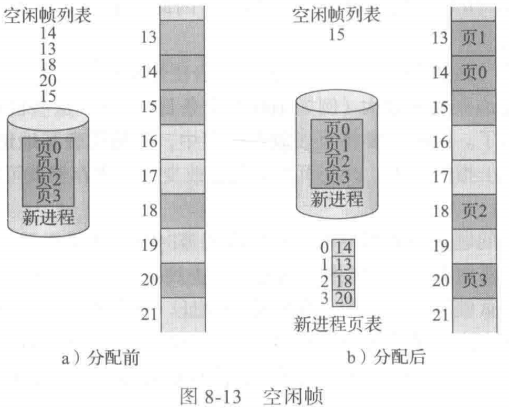 空闲帧列表
14
13
18
20
15
页0
页1
页2
页3
新进程
13
14
15
16
17
18
19
20
21
a）分配前
空闲帧列表
15
页0
页1
页2
页3
新进程
0 14
1 13
2 18
3 20
新进程页表
13 页1
14 页0
15
16
17
18 页2
19
20 页3
21
b）分配后
图 8-13 空闲帧